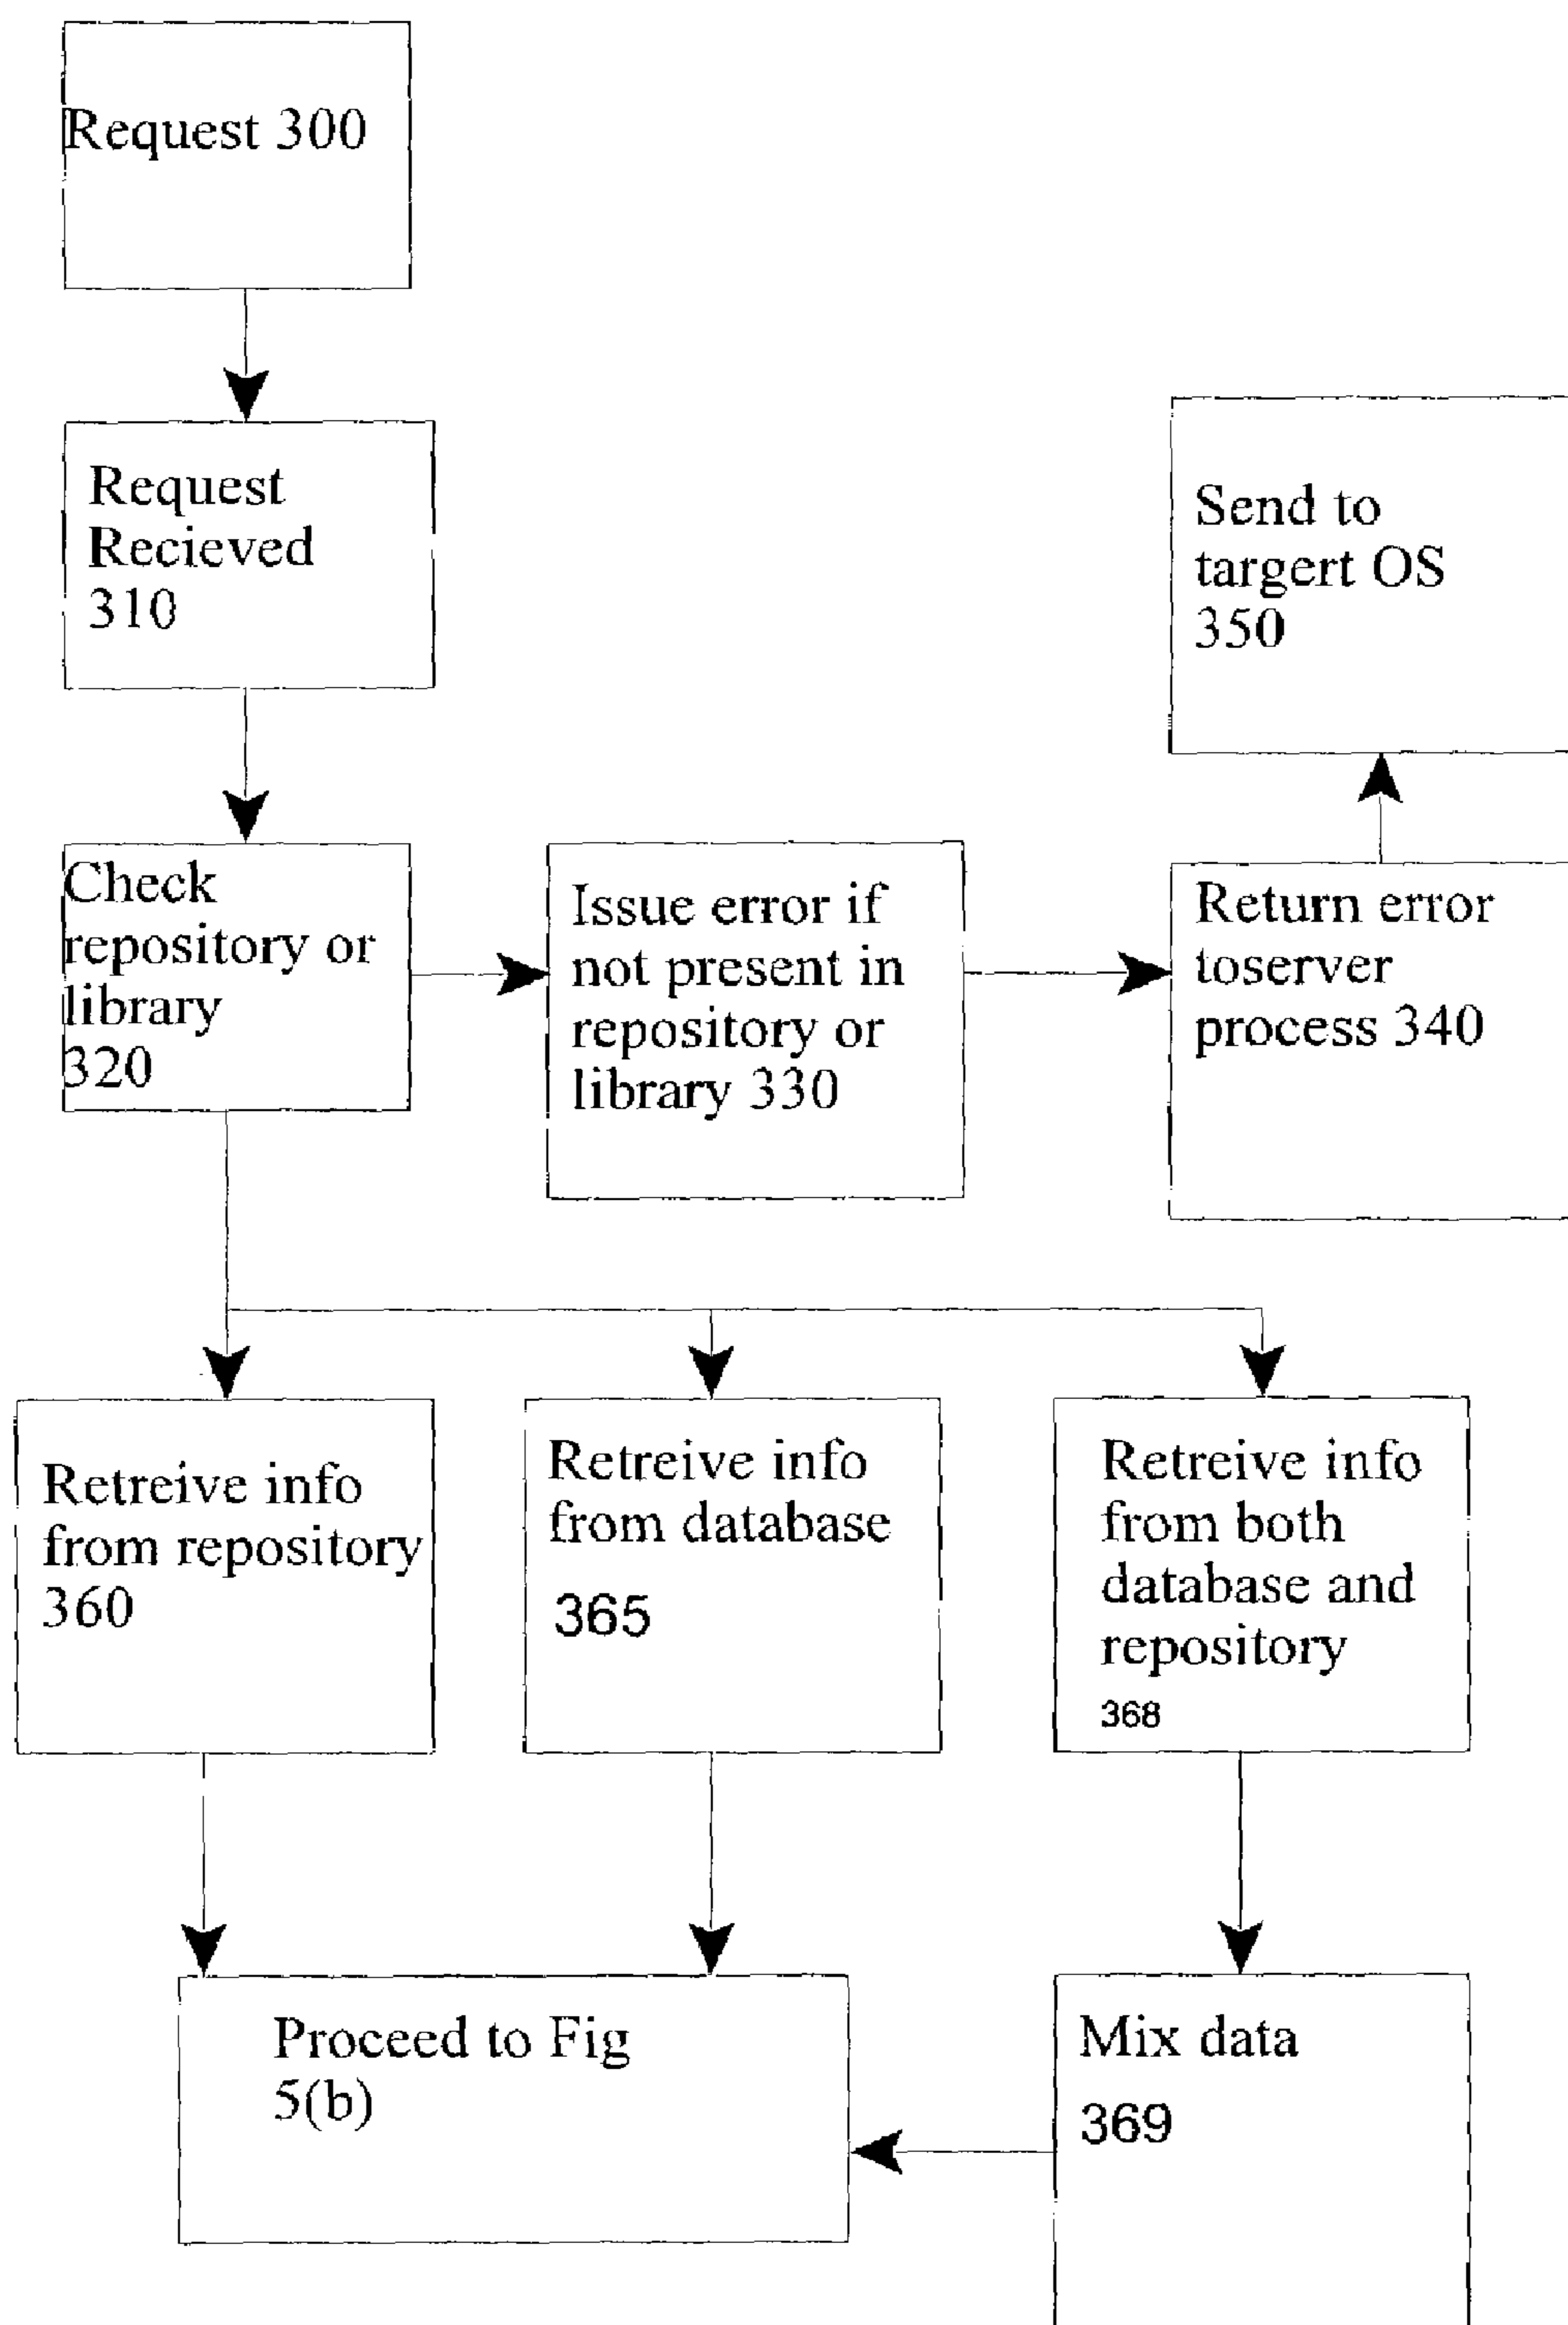 Request 300
Request
Recieved
310
Send to
targert OS
350
Check
repository or
library
320
Issue error if
not present in
repository or
library 330
Return error
toserver
process 340
Retreive info
from repository
360
Retreive info
from database
365
Retreive info
from both
database and
repository
368
Proceed to Fig
5(b)
Mix data
369